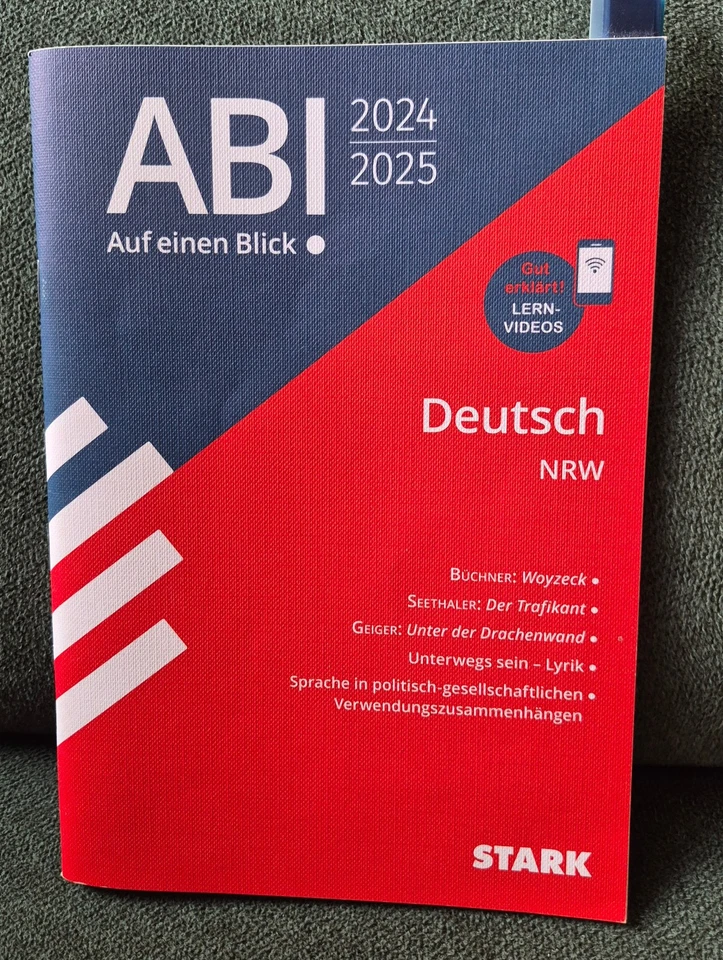 ABI
2024
2025
Auf einen Blick
Gut
erklärt!
LERN-
VIDEOS
Deutsch
NRW
BÜCHNER: Woyzeck •
SEETHALER: Der Trafikant •
GEIGER: Unter der Drachenwand •
Unterwegs sein – Lyrik •
Sprache in politisch-gesellschaftlichen •
Verwendungszusammenhängen
STARK